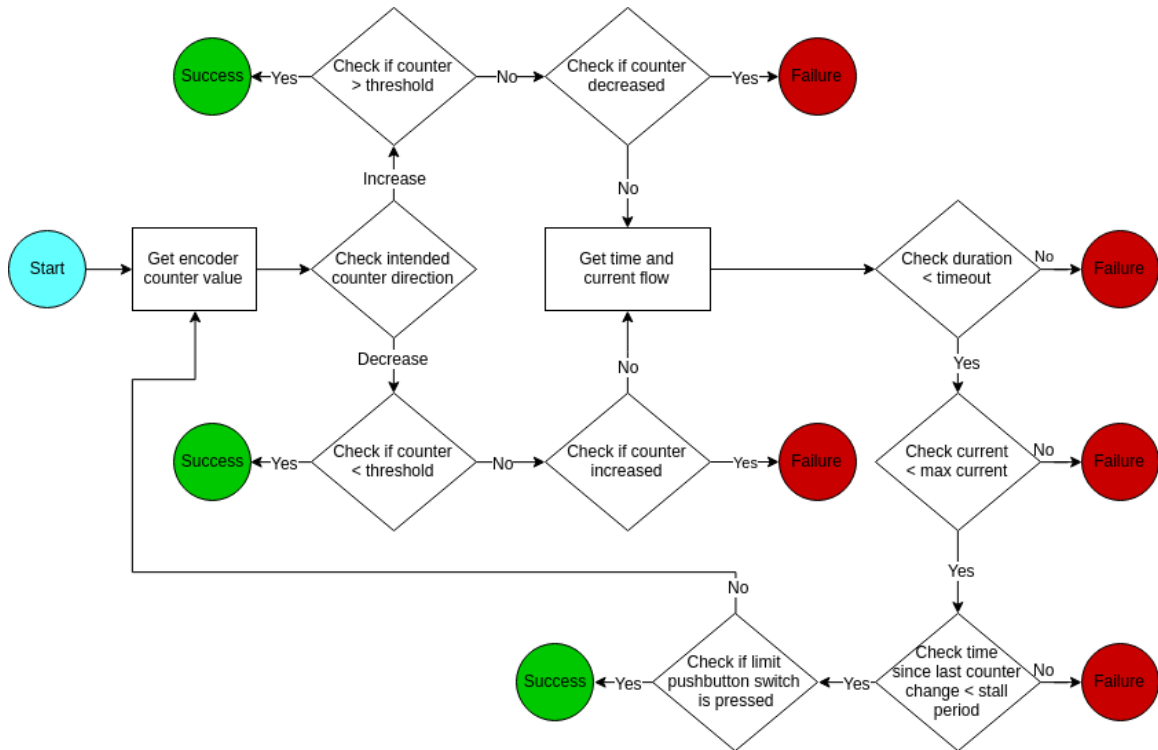 Success
Yes
Check if counter
> threshold
No
Check if counter
decreased
Yes
Failure
Increase
No
Start
Get encoder
counter value
Check intended
counter direction
Get time and
current flow
Check duration
< timeout
No
Failure
Decrease
No
Yes
Success
Yes
Check if counter
< threshold
No
Check if counter
increased
Yes
Failure
Check current
< max current
No
Failure
Yes
No
Success
Yes
Check if limit
pushbutton switch
is pressed
Yes
Check time
since last counter
change < stall
period
No
Failure